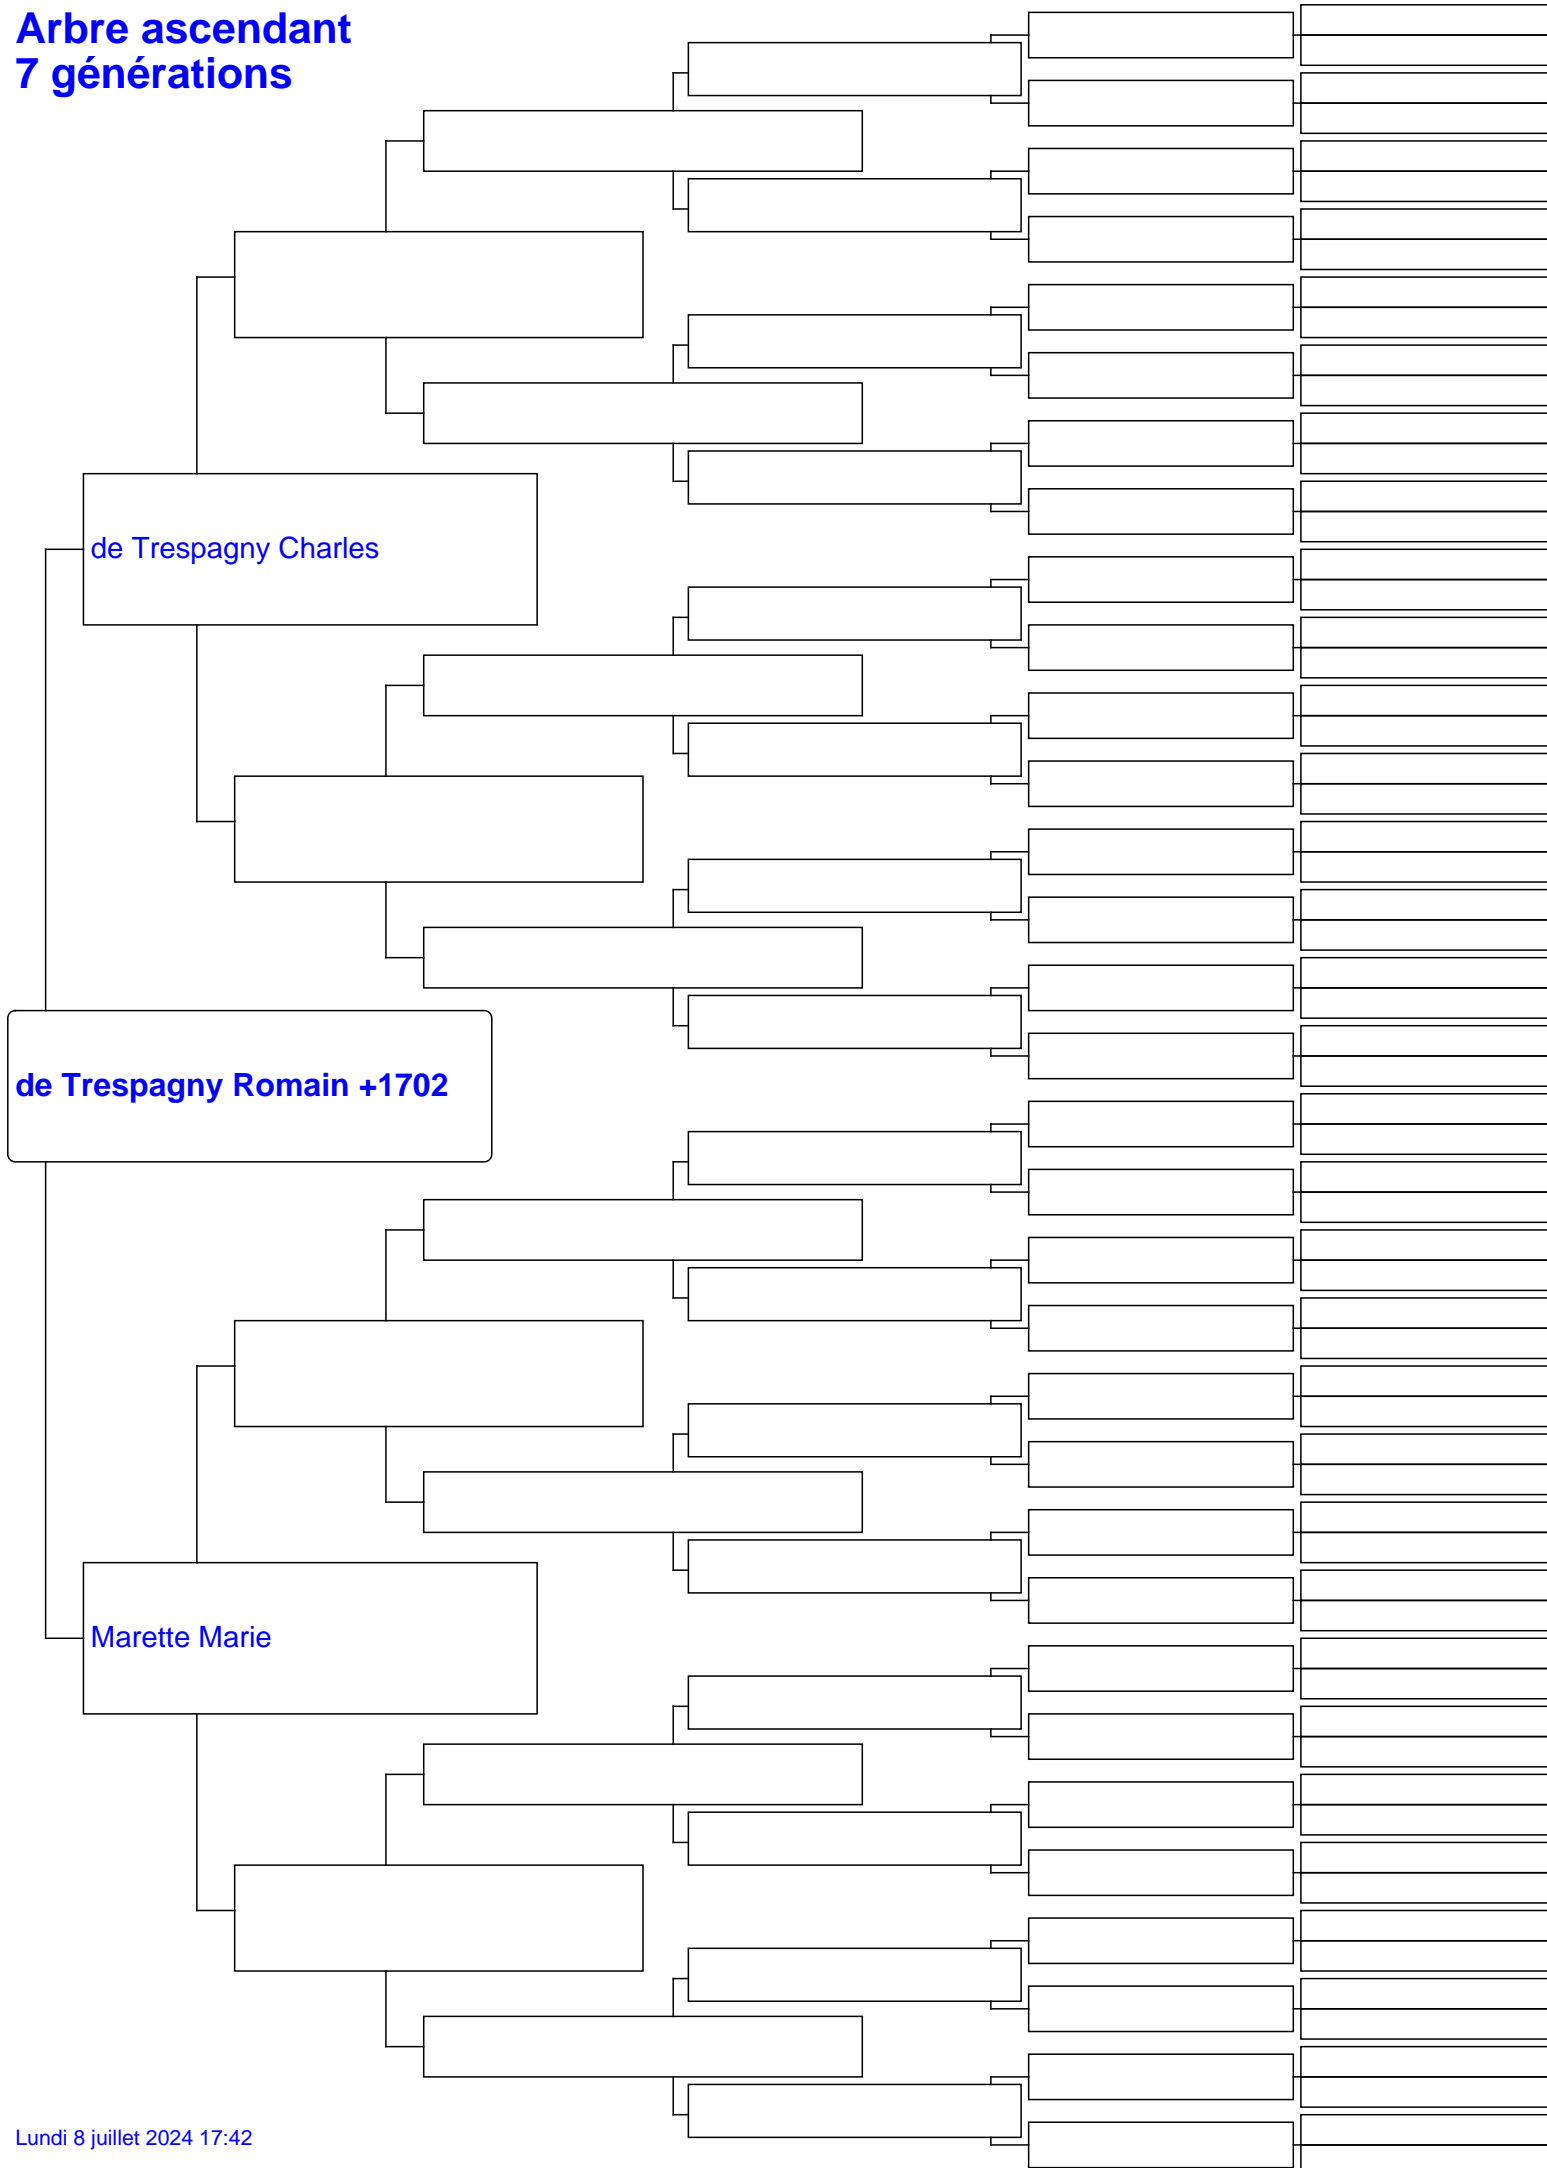 Arbre ascendant
7 générations
de Trespagny Charles
de Trespagny Romain +1702
Marette Marie
Lundi 8 juillet 2024 17:42